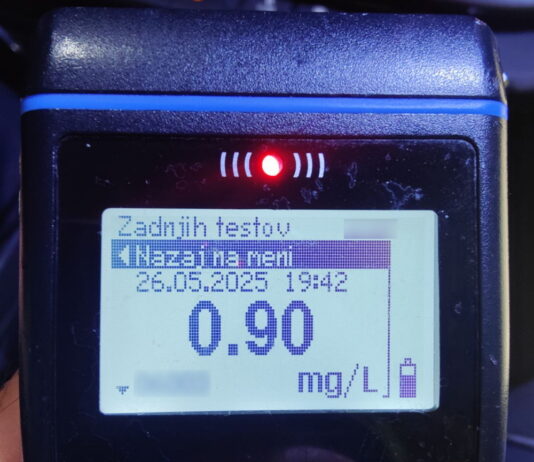 Zadnjih testov
Nazaj na meni
26.05.2025 19:42
0.90
mg/L